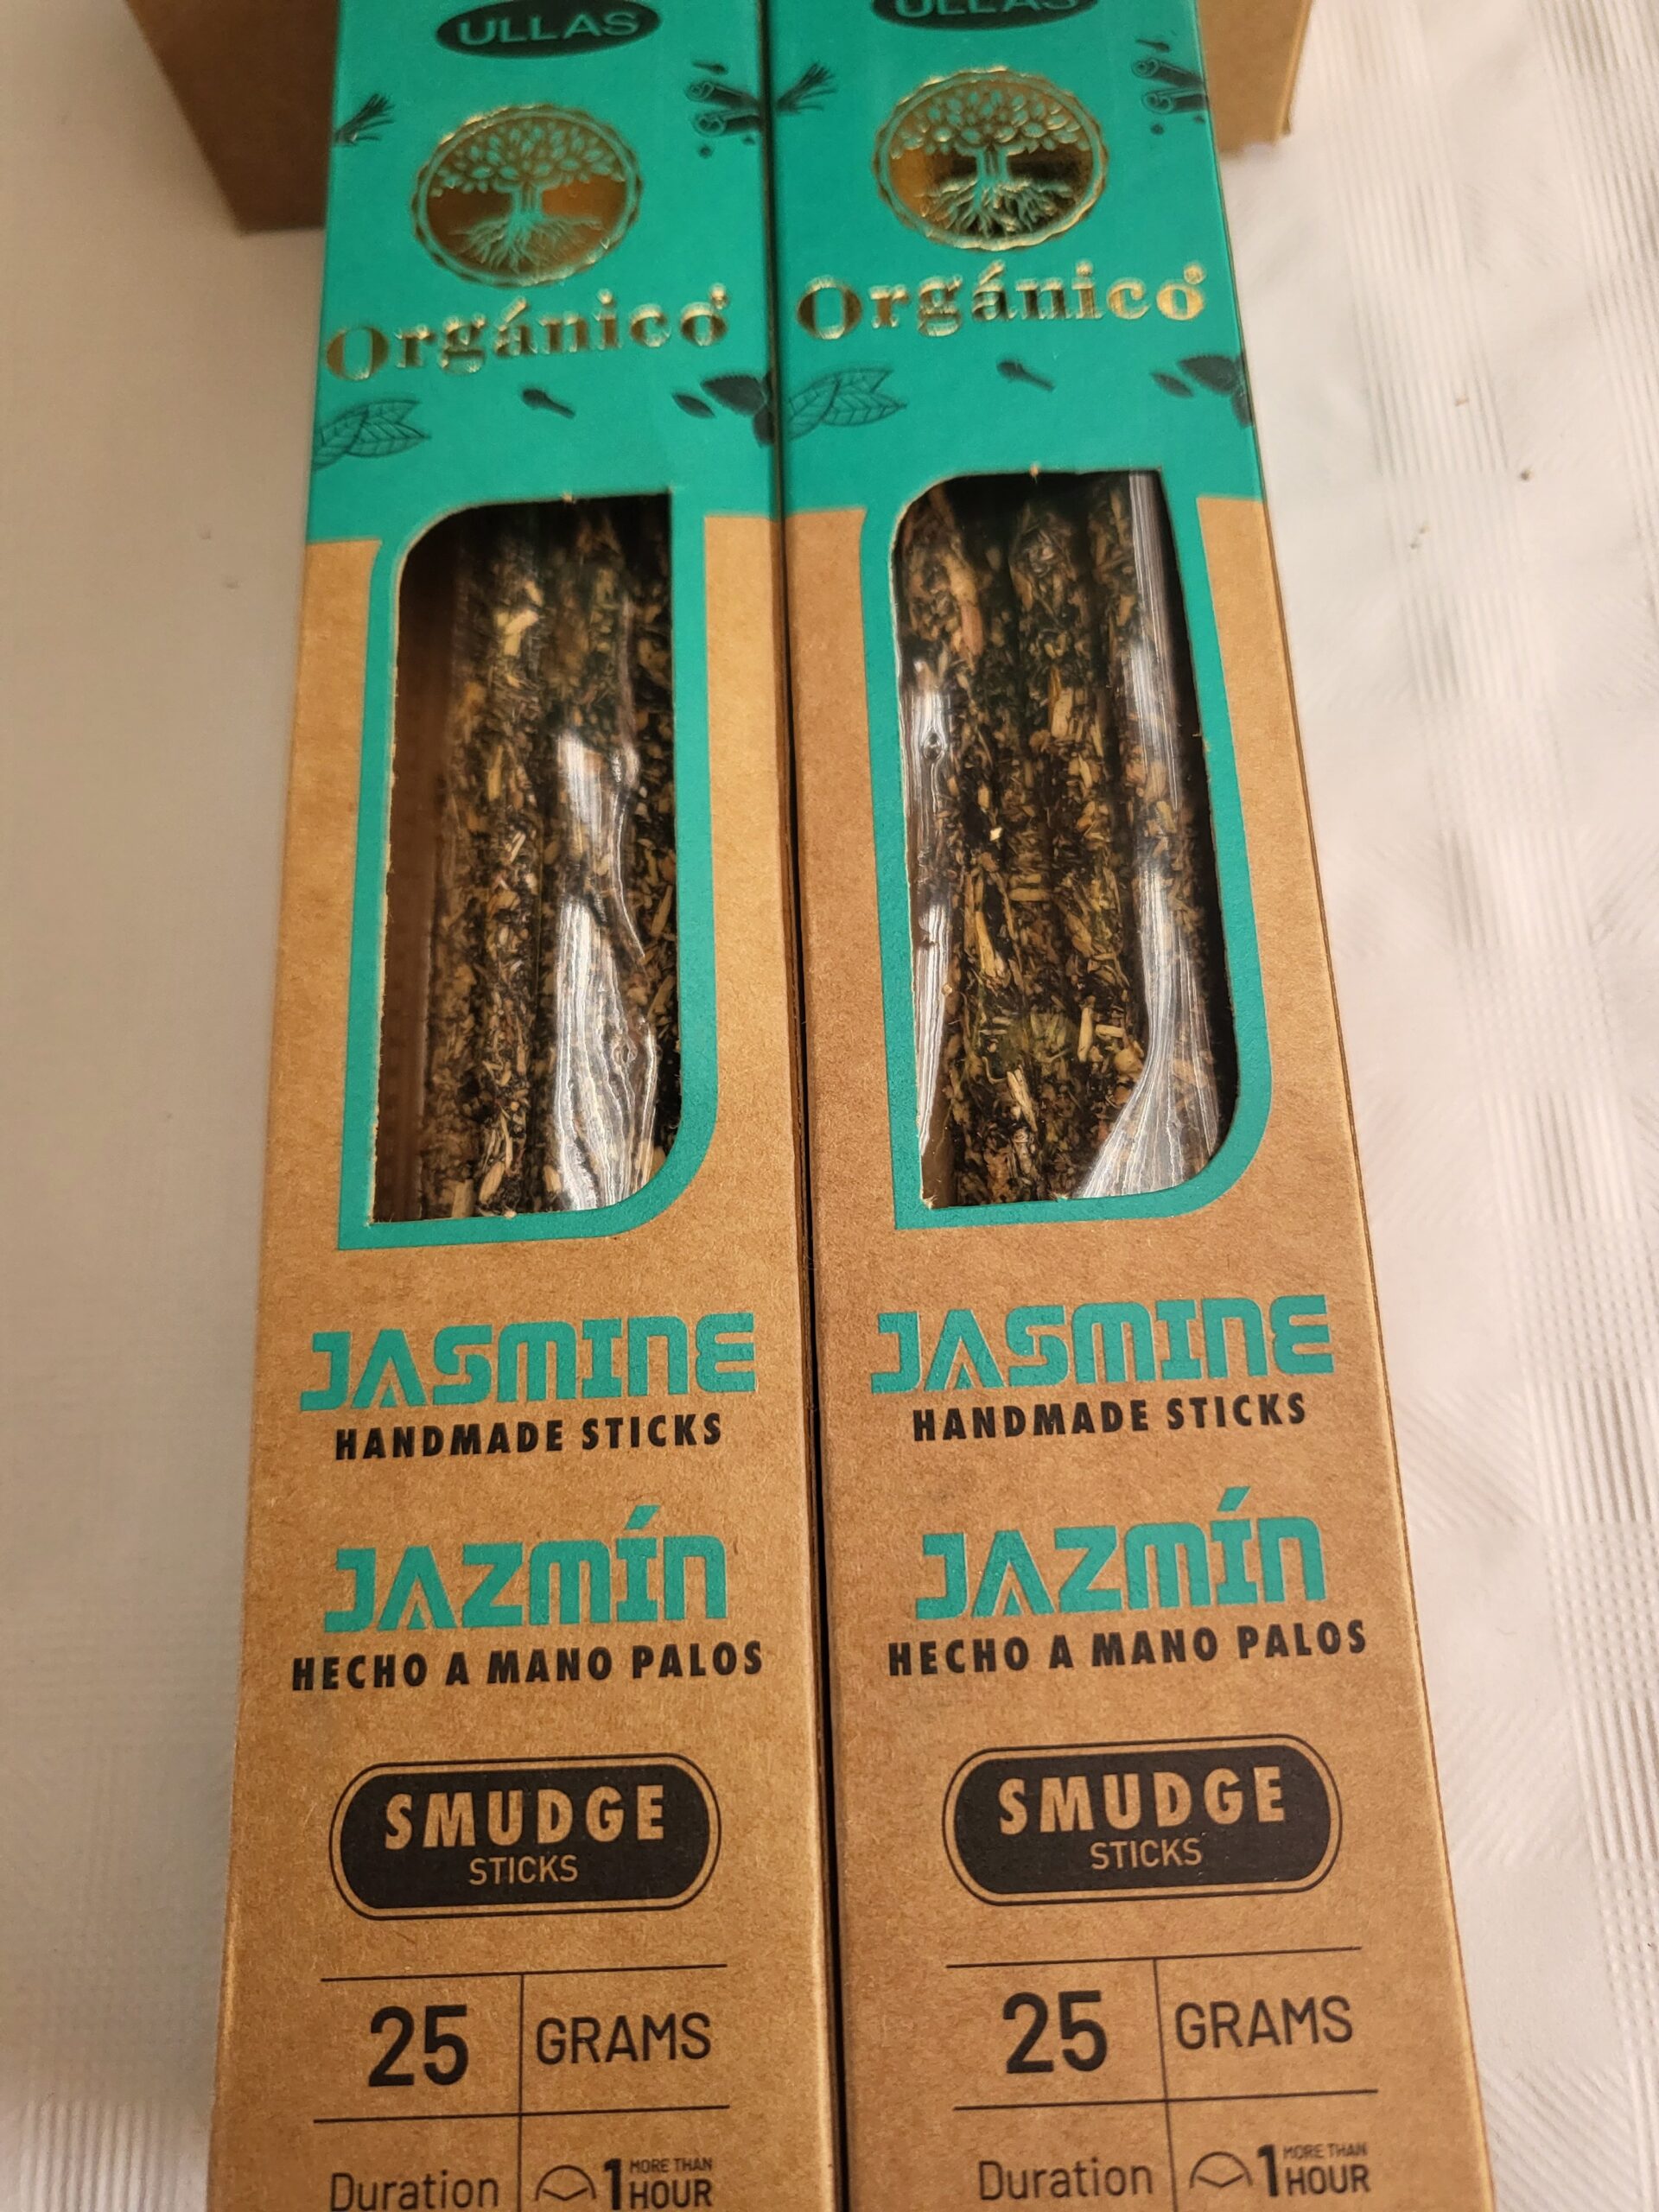 ULLAS
Orgánico
JASMINE
HANDMADE STICKS
JAZMÍN
HECHO A MANO PALOS
SMUDGE
STICKS
25 GRAMS
Duration 1 MORE THAN
HOUR
ULLAS
Orgánico
JASMINE
HANDMADE STICKS
JAZMÍN
HECHO A MANO PALOS
SMUDGE
STICKS
25 GRAMS
Duration 1 MORE THAN
HOUR